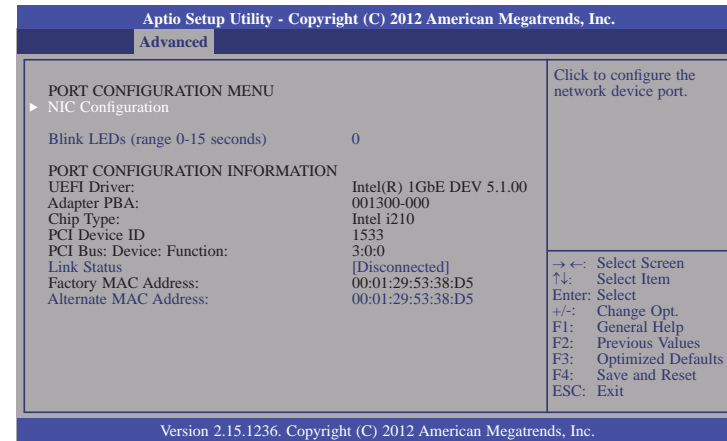 Aptio Setup Utility - Copyright (C) 2012 American Megatrends, Inc.
Advanced
PORT CONFIGURATION MENU
► NIC Configuration
Blink LEDs (range 0-15 seconds) 0
PORT CONFIGURATION INFORMATION
UEFI Driver: Intel(R) 1GbE DEV 5.1.00
Adapter PBA: 001300-000
Chip Type: Intel i210
PCI Device ID 1533
PCI Bus: Device: Function: 3:0:0
Link Status [Disconnected]
Factory MAC Address: 00:01:29:53:38:D5
Alternate MAC Address: 00:01:29:53:38:D5
Click to configure the
network device port.
→←: Select Screen
↑↓: Select Item
Enter: Select
+/-: Change Opt.
F1: General Help
F2: Previous Values
F3: Optimized Defaults
F4: Save and Reset
ESC: Exit
Version 2.15.1236. Copyright (C) 2012 American Megatrends, Inc.